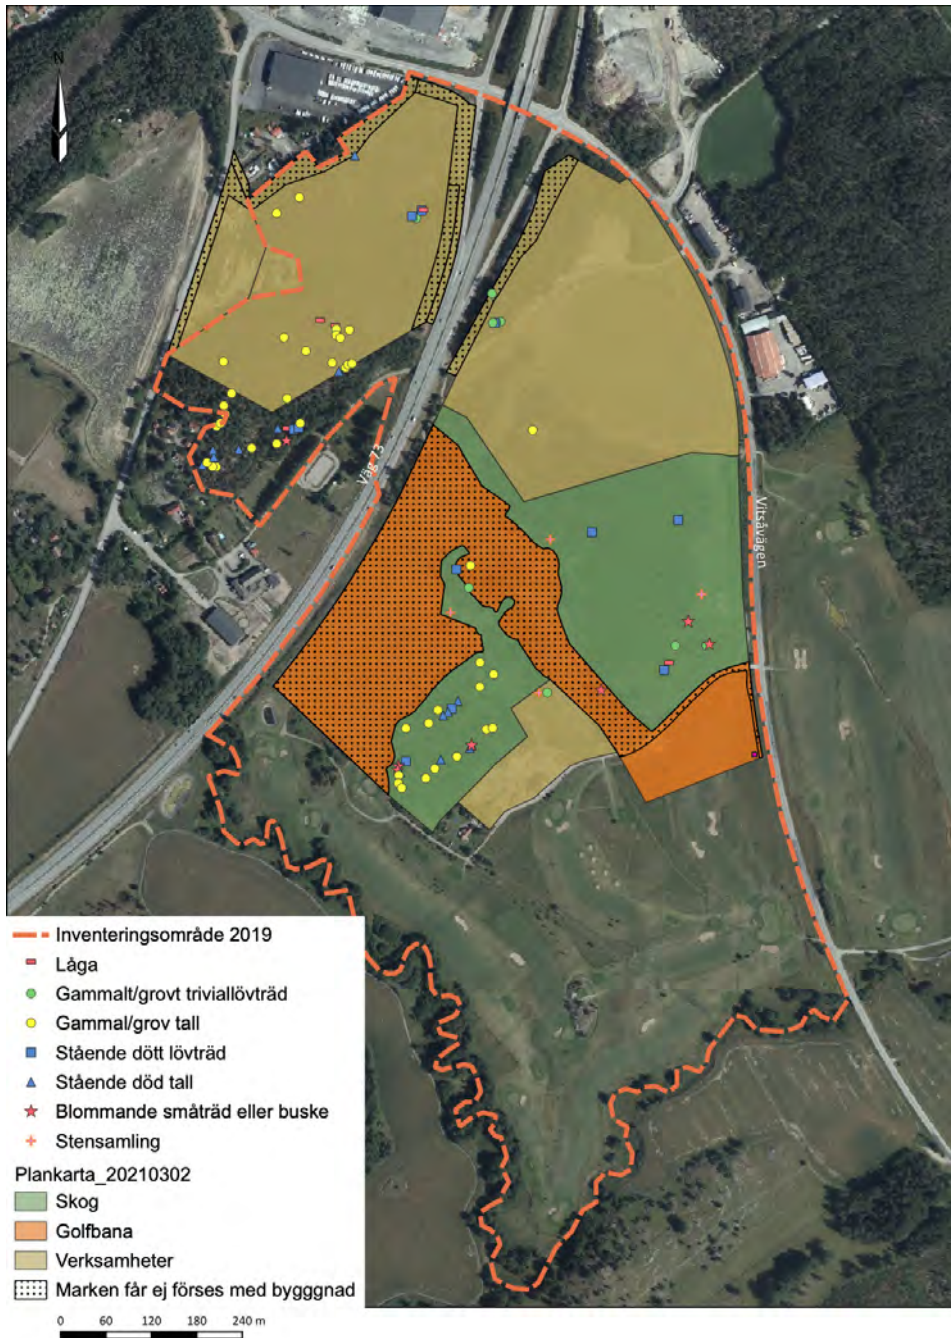 N
Väg 73
Vitsåvägen
Inventeringsområde 2019
Låga
Gammalt/grovt triviallövträd
Gammal/grov tall
Stående dött lövträd
Stående död tall
Blommande småträd eller buske
Stensamling
Plankarta_20210302
Skog
Golfbana
Verksamheter
Marken får ej förses med bygggnad
0 60 120 180 240 m